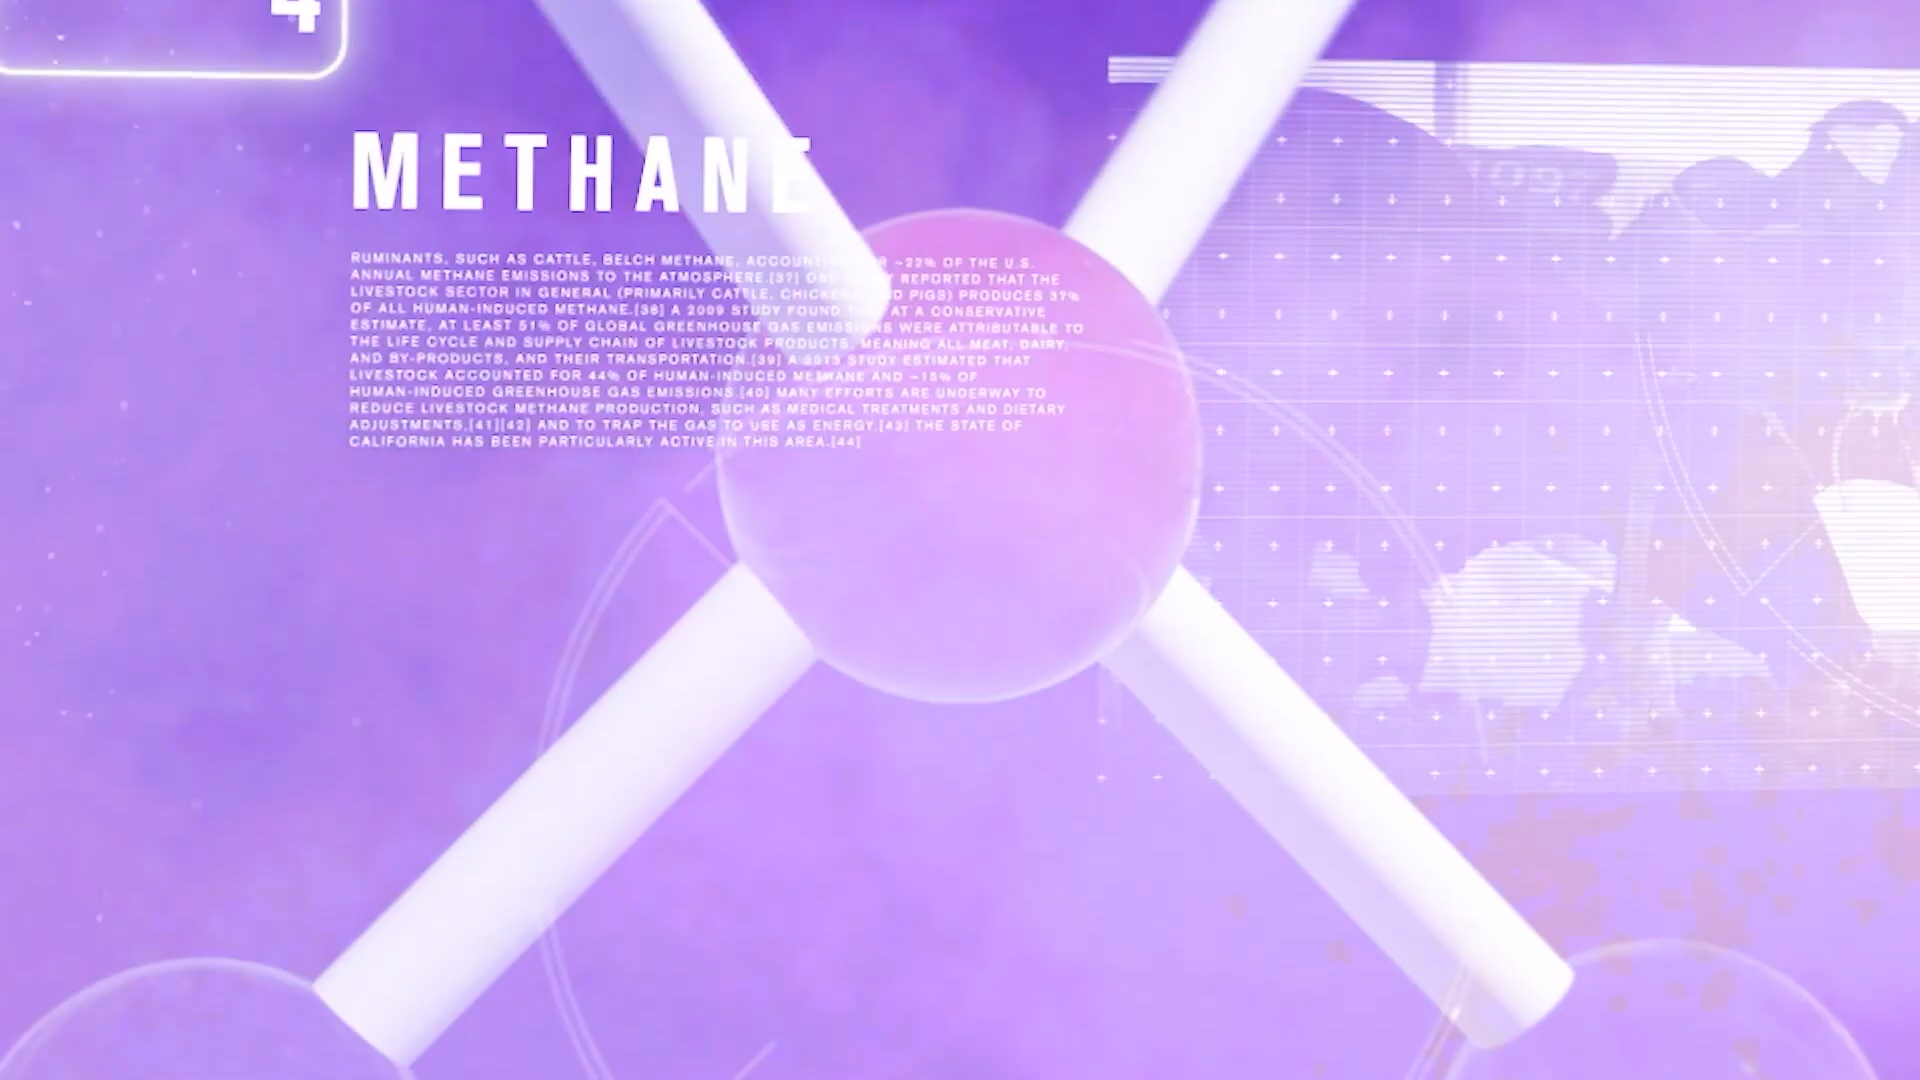 4
METHANE
RUMINANTS, SUCH AS CATTLE, BELCH METHANE, ~22% OF THE U.S.
ANNUAL METHANE EMISSIONS TO THE ATMOSPHERE.[37] REPORTED THAT THE
LIVESTOCK SECTOR IN GENERAL (PRIMARILY CATTLE, CHICKENS, PIGS) PRODUCES 37%
OF ALL HUMAN-INDUCED METHANE.[38] A 2009 STUDY FOUND AT A CONSERVATIVE
ESTIMATE, AT LEAST 51% OF GLOBAL GREENHOUSE GAS EMISSIONS WERE ATTRIBUTABLE TO
THE LIFE CYCLE AND SUPPLY CHAIN OF LIVESTOCK PRODUCTS, MEANING ALL MEAT, DAIRY,
AND BY-PRODUCTS, AND THEIR TRANSPORTATION.[39] A 2013 STUDY ESTIMATED THAT
LIVESTOCK ACCOUNTED FOR 44% OF HUMAN-INDUCED METHANE AND ~15% OF
HUMAN-INDUCED GREENHOUSE GAS EMISSIONS.[40] MANY EFFORTS ARE UNDERWAY TO
REDUCE LIVESTOCK METHANE PRODUCTION, SUCH AS MEDICAL TREATMENTS AND DIETARY
ADJUSTMENTS,[41][42] AND TO TRAP THE GAS TO USE AS ENERGY.[43] THE STATE OF
CALIFORNIA HAS BEEN PARTICULARLY ACTIVE IN THIS AREA.[44]